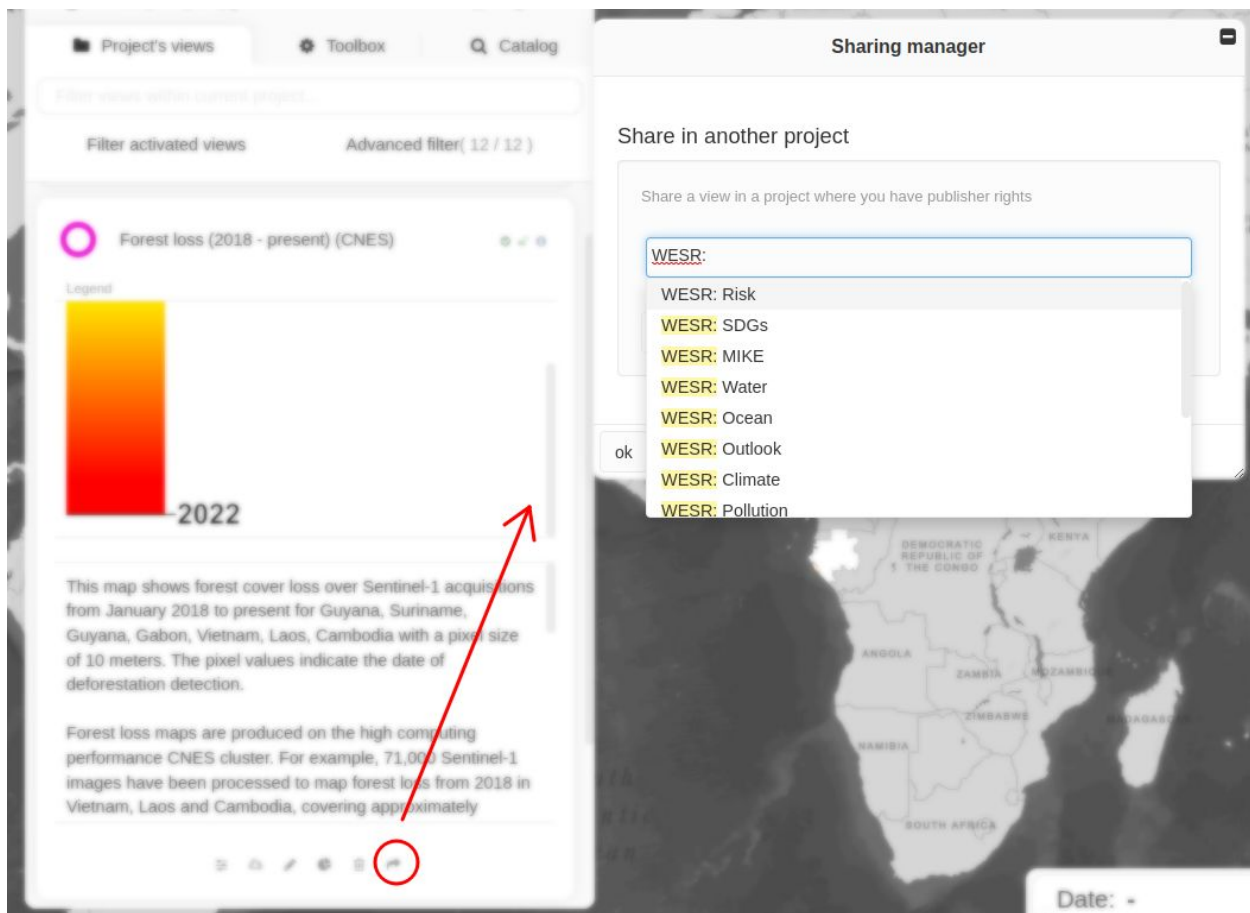 Project's views
Toolbox
Catalog
Filter views within current project...
Filter activated views
Advanced filter( 12 / 12 )
Forest loss (2018 - present) (CNES)
Legend
2022
This map shows forest cover loss over Sentinel-1 acquisitions
from January 2018 to present for Guyana, Suriname,
Guyana, Gabon, Vietnam, Laos, Cambodia with a pixel size
of 10 meters. The pixel values indicate the date of
deforestation detection.
Forest loss maps are produced on the high computing
performance CNES cluster. For example, 71,000 Sentinel-1
images have been processed to map forest loss from 2018 in
Vietnam, Laos and Cambodia, covering approximately
Sharing manager
Share in another project
Share a view in a project where you have publisher rights
WESR:
WESR: Risk
WESR: SDGs
WESR: MIKE
WESR: Water
WESR: Ocean
WESR: Outlook
WESR: Climate
WESR: Pollution
ok
DEMOCRATIC
REPUBLIC OF
THE CONGO
KENYA
ANGOLA
ZAMBIA
MOZAMBIQUE
ZIMBABWE
MADAGASCAR
NAMIBIA
SOUTH AFRICA
Date: -